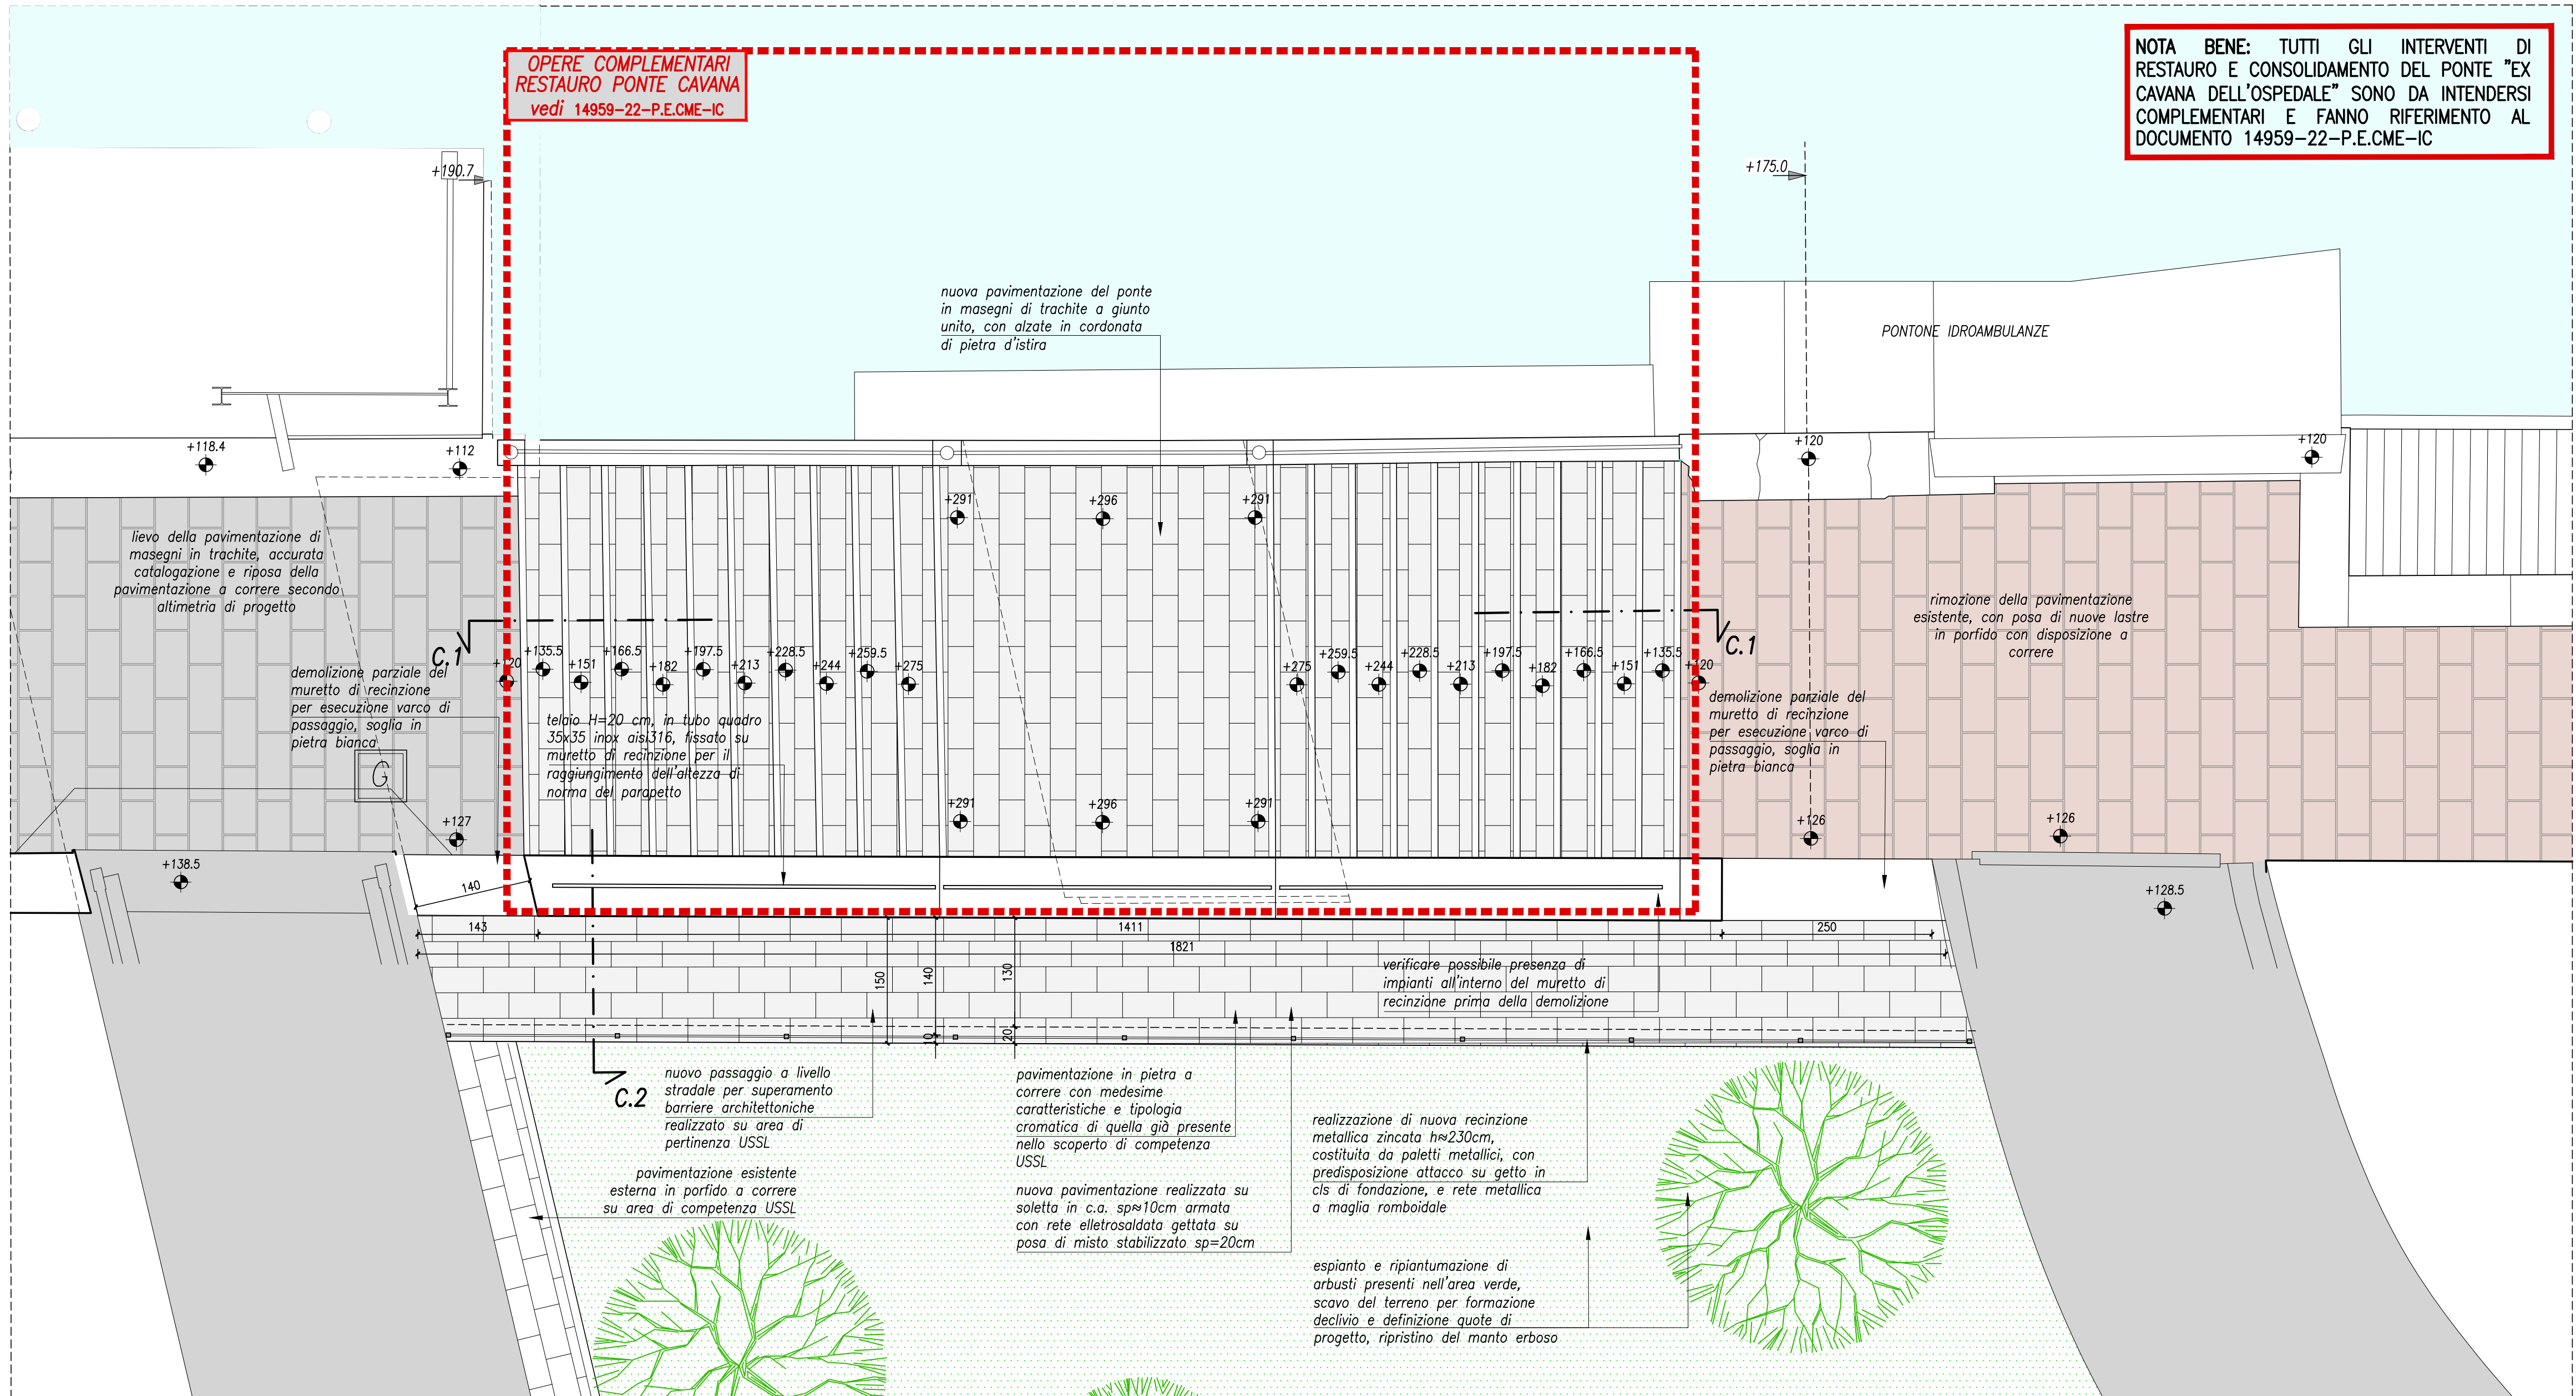 OPERE COMPLEMENTARI
RESTAURO PONTE CAVANA
vedi 14959-22-P.E.CME-IC
NOTA BENE: TUTTI GLI INTERVENTI DI
RESTAURO E CONSOLIDAMENTO DEL PONTE "EX
CAVANA DELL'OSPEDALE" SONO DA INTENDERSI
COMPLEMENTARI E FANNO RIFERIMENTO AL
DOCUMENTO 14959-22-P.E.CME-IC
+190.7
+175.0
nuova pavimentazione del ponte
in masegni di trachite a giunto
unito, con alzate in cordonata
di pietra d'istira
PONTONE IDROAMBULANZE
+118.4
+112
+120
+120
+291
+296
+291
lievo della pavimentazione di
masegni in trachite, accurata
catalogazione e riposa della
pavimentazione a correre secondo
altimetria di progetto
rimozione della pavimentazione
esistente, con posa di nuove lastre
in porfido con disposizione a
correre
C.1
C.1
+120
+135.5
+151
+166.5
+182
+197.5
+213
+228.5
+244
+259.5
+275
+275
+259.5
+244
+228.5
+213
+197.5
+182
+166.5
+151
+135.5
+120
demolizione parziale del
muretto di recinzione
per esecuzione varco di
passaggio, soglia in
pietra bianca
telaio H=20 cm, in tubo quadro
35x35 inox aisi316, fissato su
muretto di recinzione per il
raggiungimento dell'altezza di
norma del parapetto
demolizione parziale del
muretto di recinzione
per esecuzione varco di
passaggio, soglia in
pietra bianca
G
+291
+296
+291
+127
+126
+126
+138.5
+128.5
140
143
1411
250
1821
150
140
130
10
20
verificare possibile presenza di
impianti all'interno del muretto di
recinzione prima della demolizione
C.2
nuovo passaggio a livello
stradale per superamento
barriere architettoniche
realizzato su area di
pertinenza USSL
pavimentazione esistente
esterna in porfido a correre
su area di competenza USSL
pavimentazione in pietra a
correre con medesime
caratteristiche e tipologia
cromatica di quella già presente
nello scoperto di competenza
USSL
nuova pavimentazione realizzata su
soletta in c.a. sp≈10cm armata
con rete elletrosaldata gettata su
posa di misto stabilizzato sp=20cm
realizzazione di nuova recinzione
metallica zincata h≈230cm,
costituita da paletti metallici, con
predisposizione attacco su getto in
cls di fondazione, e rete metallica
a maglia romboidale
espianto e ripiantumazione di
arbusti presenti nell'area verde,
scavo del terreno per formazione
declivio e definizione quote di
progetto, ripristino del manto erboso